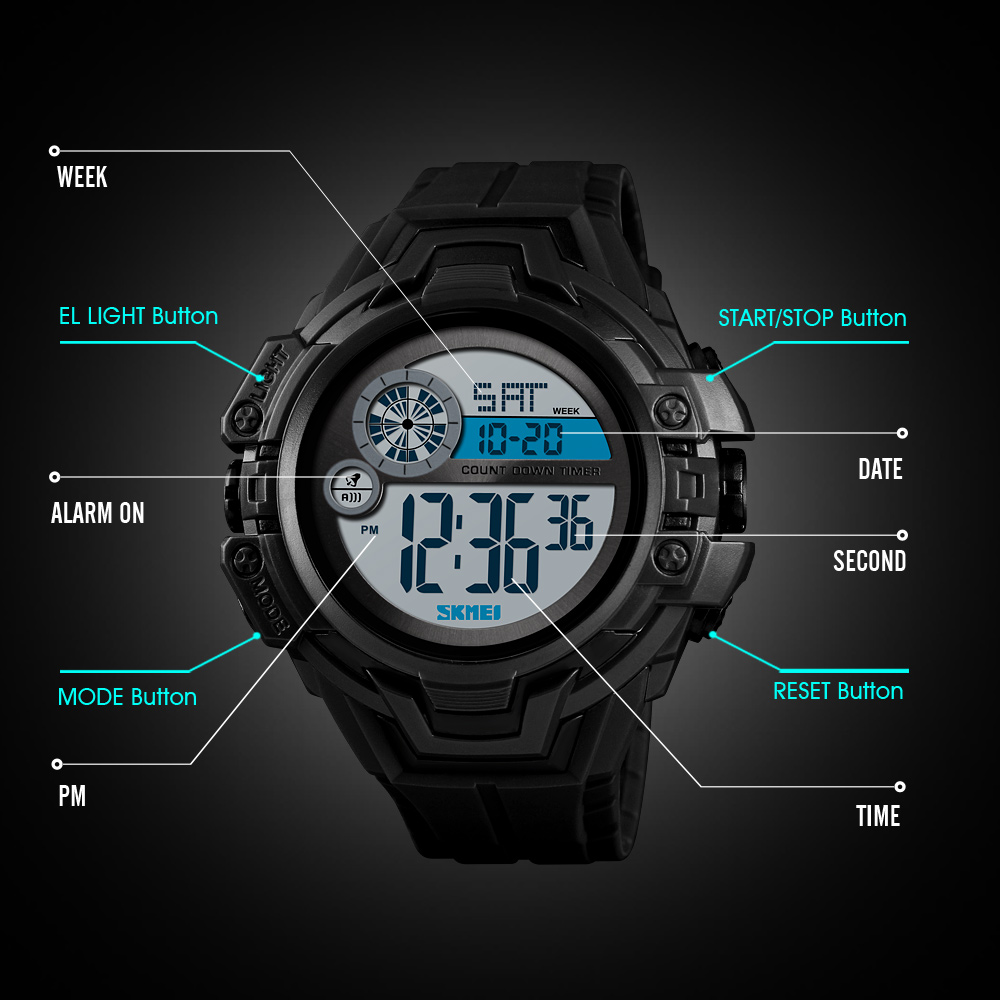 WEEK
EL LIGHT Button
START/STOP Button
LIGHT
SAT
WEEK
10-20
DATE
COUNT DOWN TIMER
ALARM ON
A)))
12:36 36
PM
SECOND
MODE
SKMEI
MODE Button
RESET Button
PM
TIME